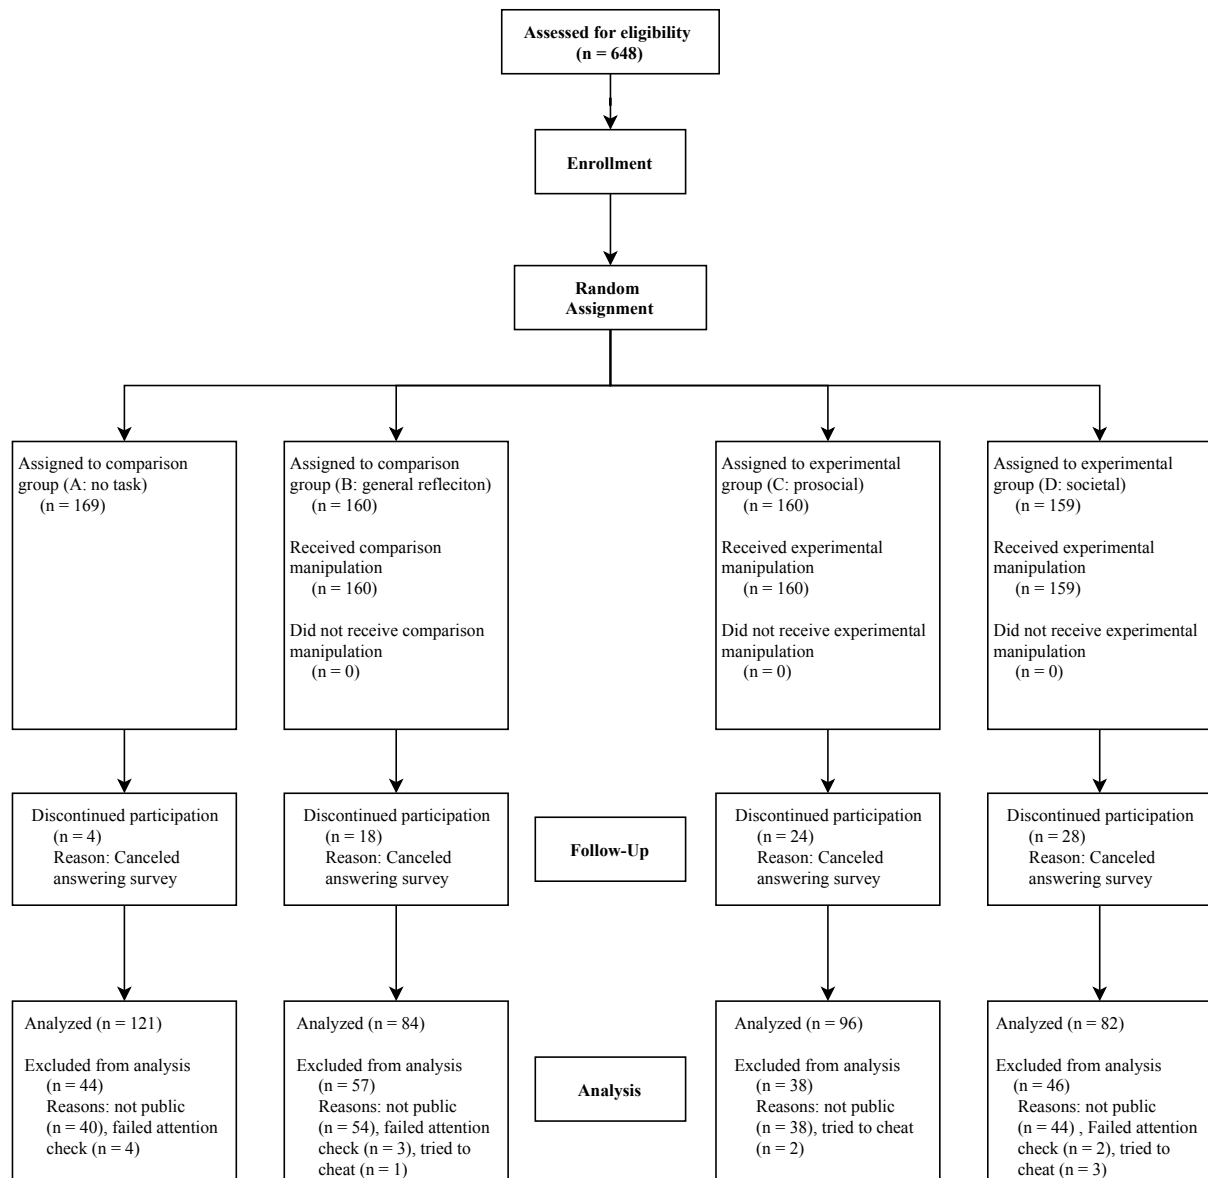 Assessed for eligibility
(n = 648)
Enrollment
Random
Assignment
Assigned to comparison
group (A: no task)
(n = 169)
Assigned to comparison
group (B: general refleciton)
(n = 160)
Received comparison
manipulation
(n = 160)
Did not receive comparison
manipulation
(n = 0)
Assigned to experimental
group (C: prosocial)
(n = 160)
Received experimental
manipulation
(n = 160)
Did not receive experimental
manipulation
(n = 0)
Assigned to experimental
group (D: societal)
(n = 159)
Received experimental
manipulation
(n = 159)
Did not receive experimental
manipulation
(n = 0)
Discontinued participation
(n = 4)
Reason: Canceled
answering survey
Discontinued participation
(n = 18)
Reason: Canceled
answering survey
Follow-Up
Discontinued participation
(n = 24)
Reason: Canceled
answering survey
Discontinued participation
(n = 28)
Reason: Canceled
answering survey
Analyzed (n = 121)
Excluded from analysis
(n = 44)
Reasons: not public
(n = 40), failed attention
check (n = 4)
Analyzed (n = 84)
Excluded from analysis
(n = 57)
Reasons: not public
(n = 54), failed attention
check (n = 3), tried to
cheat (n = 1)
Analysis
Analyzed (n = 96)
Excluded from analysis
(n = 38)
Reasons: not public
(n = 38), tried to cheat
(n = 2)
Analyzed (n = 82)
Excluded from analysis
(n = 46)
Reasons: not public
(n = 44) , Failed attention
check (n = 2), tried to
cheat (n = 3)